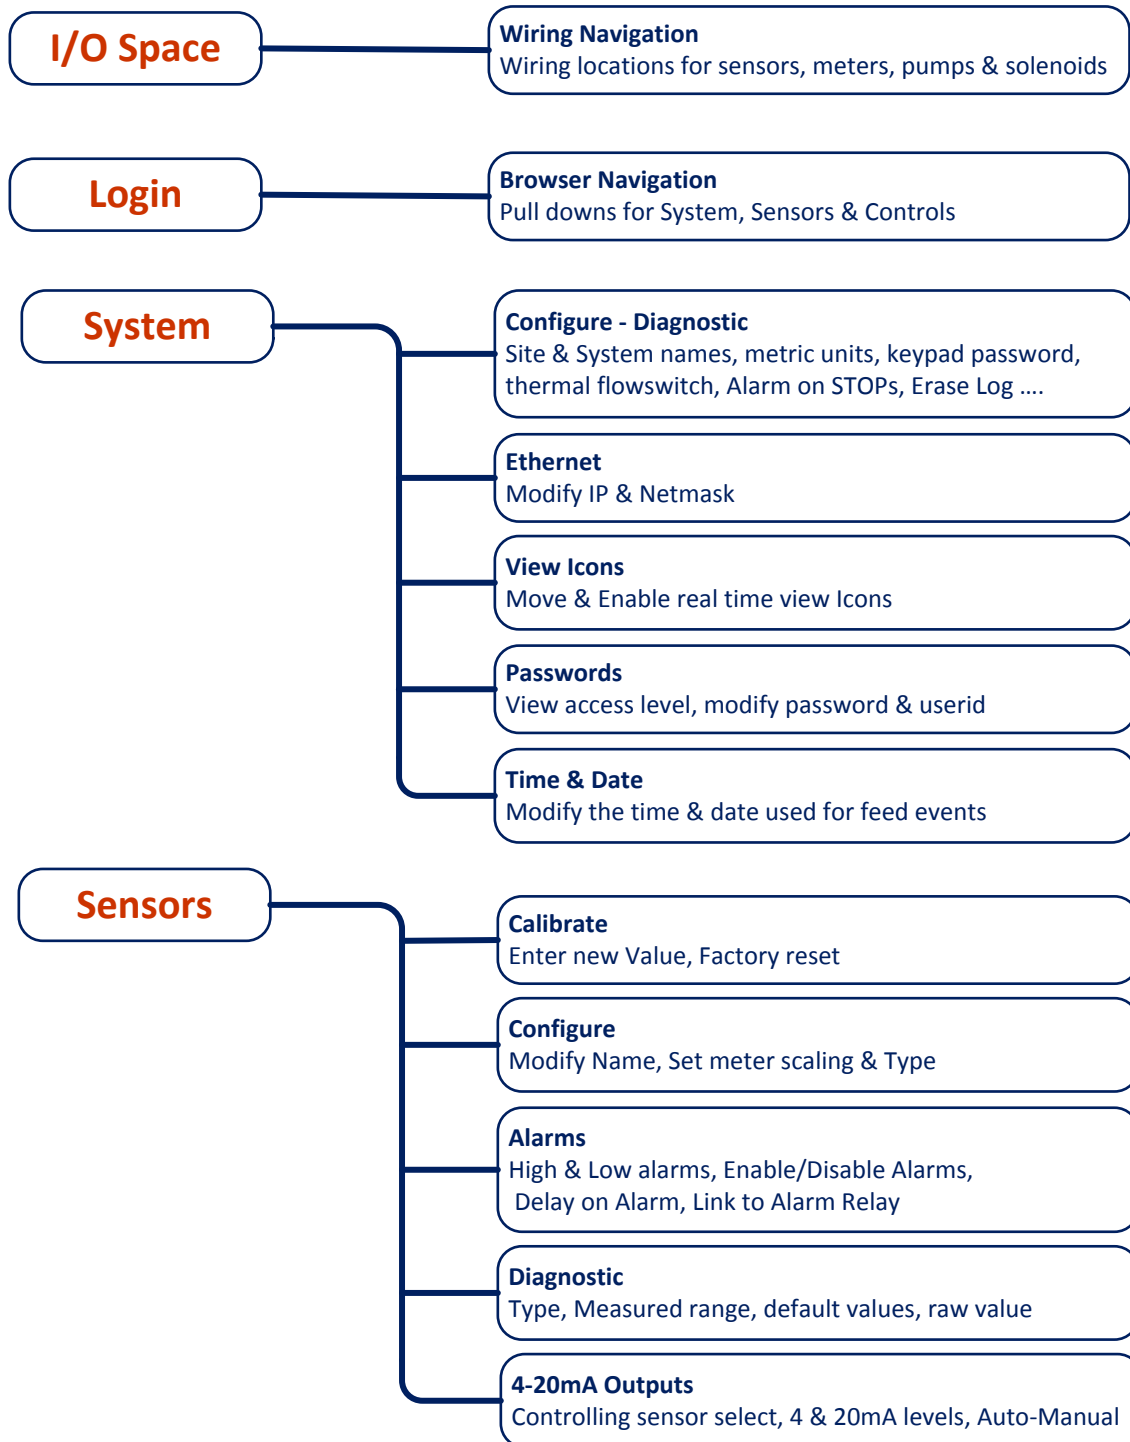 I/O Space
Wiring Navigation
Wiring locations for sensors, meters, pumps & solenoids
Login
Browser Navigation
Pull downs for System, Sensors & Controls
System
Configure - Diagnostic
Site & System names, metric units, keypad password,
thermal flowswitch, Alarm on STOPs, Erase Log ....
Ethernet
Modify IP & Netmask
View Icons
Move & Enable real time view Icons
Passwords
View access level, modify password & userid
Time & Date
Modify the time & date used for feed events
Sensors
Calibrate
Enter new Value, Factory reset
Configure
Modify Name, Set meter scaling & Type
Alarms
High & Low alarms, Enable/Disable Alarms,
Delay on Alarm, Link to Alarm Relay
Diagnostic
Type, Measured range, default values, raw value
4-20mA Outputs
Controlling sensor select, 4 & 20mA levels, Auto-Manual